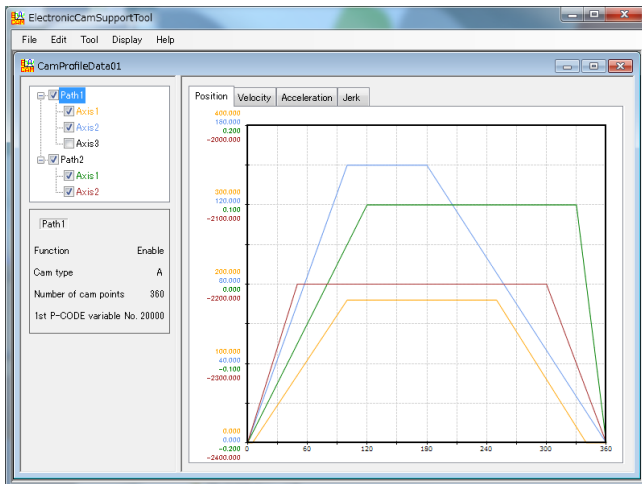 ElectronicCamSupportTool
File Edit Tool Display Help
CamProfileData01
Path1
Axis1
Axis2
Axis3
Path2
Axis1
Axis2
Path1
Function Enable
Cam type A
Number of cam points 360
1st P-CODE variable No. 20000
Position Velocity Acceleration Jerk
400.000
180.000
0.200
-2000.000
300.000
120.000
0.100
-2100.000
200.000
80.000
0.000
-2200.000
100.000
40.000
-0.100
-2300.000
0.000
0.000
-0.200
-2400.000
0 60 120 180 240 300 360